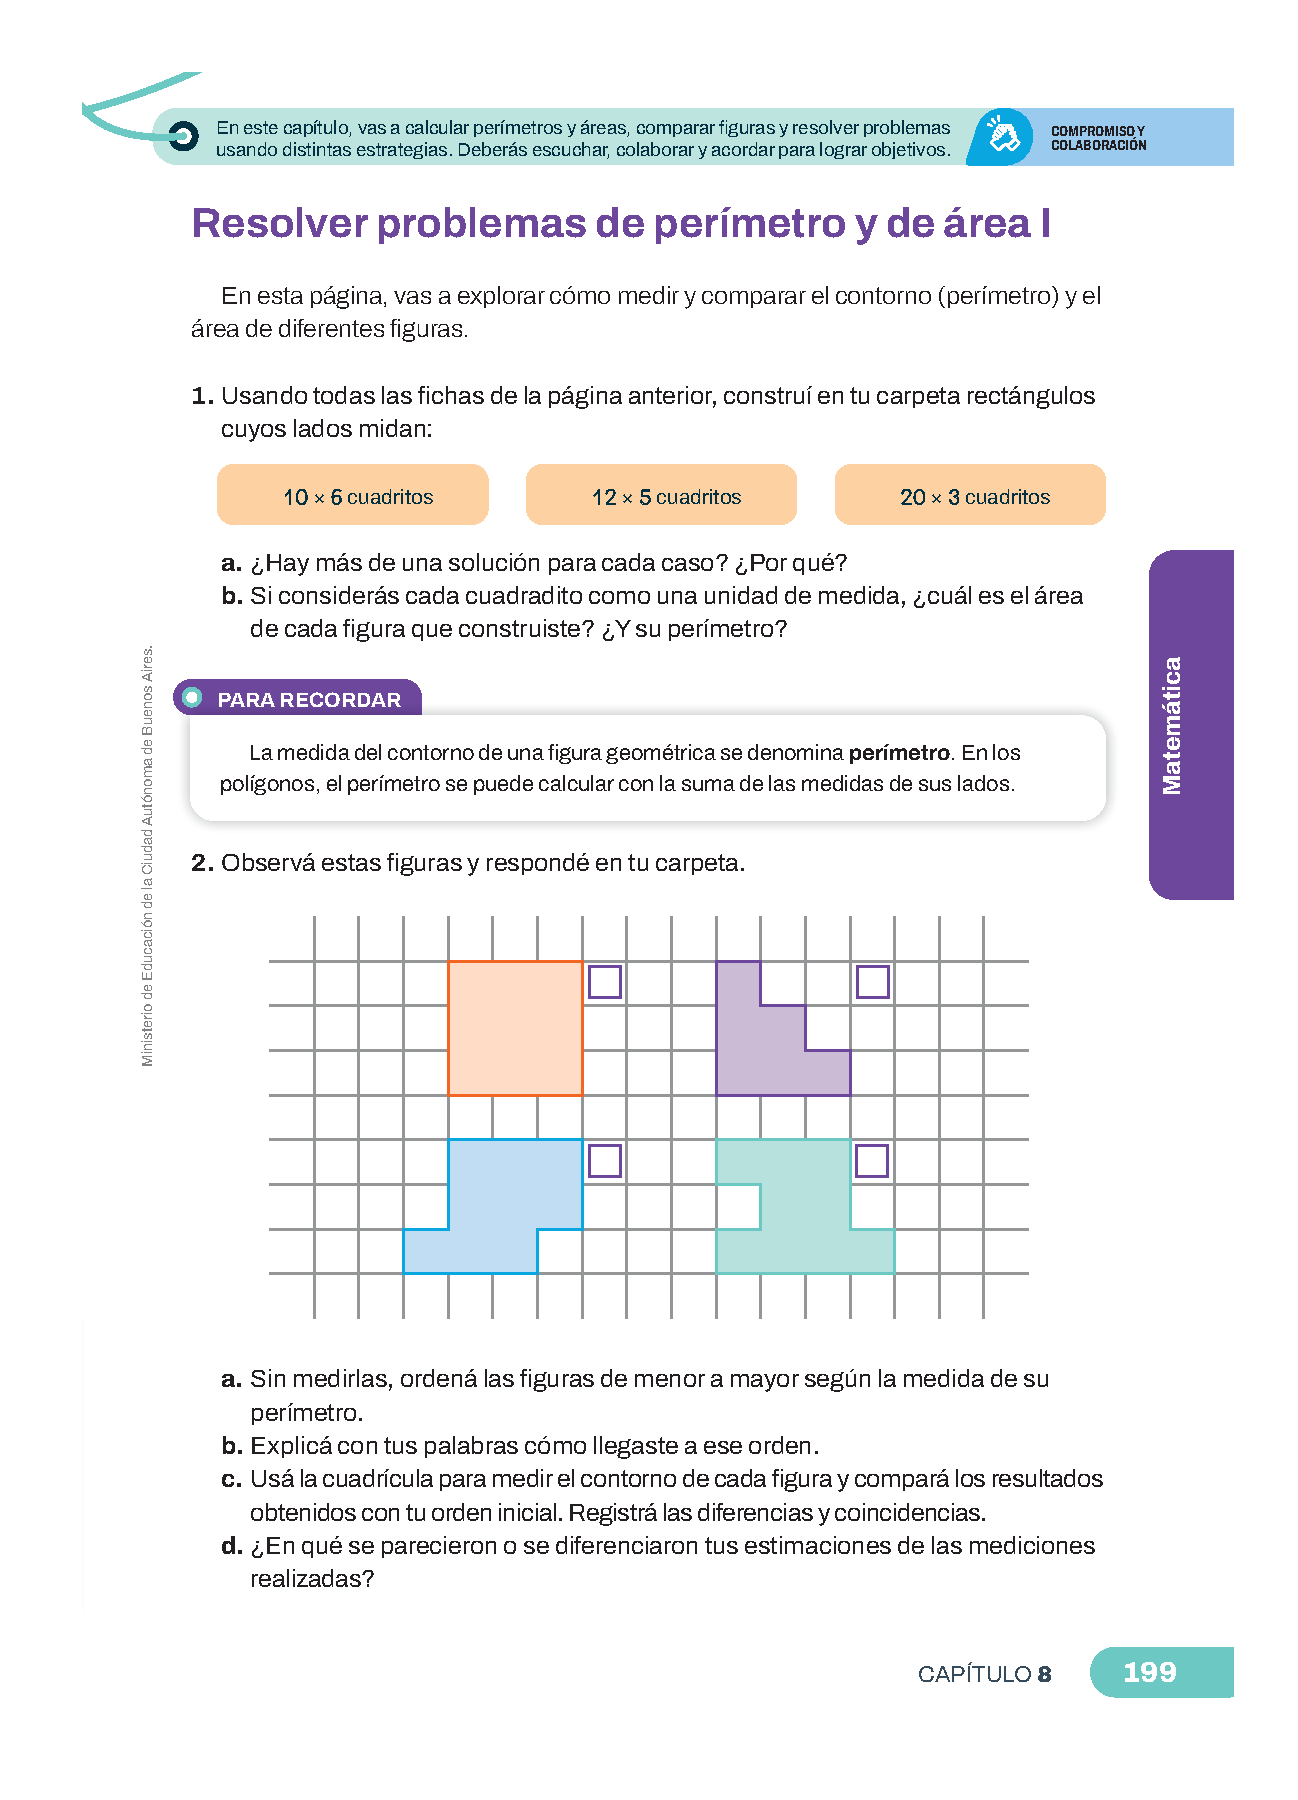 En este capítulo, vas a calcular perímetros y áreas, comparar figuras y resolver problemas
usando distintas estrategias. Deberás escuchar, colaborar y acordar para lograr objetivos.
COMPROMISO Y
COLABORACIÓN
Resolver problemas de perímetro y de área I
En esta página, vas a explorar cómo medir y comparar el contorno (perímetro) y el
área de diferentes figuras.
1. Usando todas las fichas de la página anterior, construí en tu carpeta rectángulos
cuyos lados midan:
10 × 6 cuadritos
12 × 5 cuadritos
20 × 3 cuadritos
a. ¿Hay más de una solución para cada caso? ¿Por qué?
b. Si considerás cada cuadradito como una unidad de medida, ¿cuál es el área
de cada figura que construiste? ¿Y su perímetro?
PARA RECORDAR
La medida del contorno de una figura geométrica se denomina perímetro. En los
polígonos, el perímetro se puede calcular con la suma de las medidas de sus lados.
2. Observá estas figuras y respondé en tu carpeta.
a. Sin medirlas, ordená las figuras de menor a mayor según la medida de su
perímetro.
b. Explicá con tus palabras cómo llegaste a ese orden.
c. Usá la cuadrícula para medir el contorno de cada figura y compará los resultados
obtenidos con tu orden inicial. Registrá las diferencias y coincidencias.
d. ¿En qué se parecieron o se diferenciaron tus estimaciones de las mediciones
realizadas?
Ministerio de Educación de la Ciudad Autónoma de Buenos Aires.
Matemática
CAPÍTULO 8
199